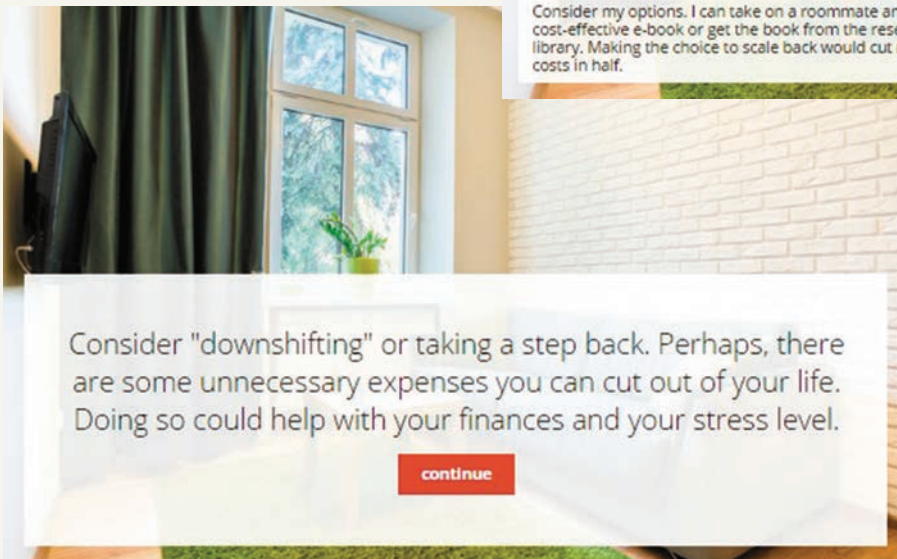 Consider my options. I can take on a roommate
cost-effective e-book or get the book from the
library. Making the choice to scale back would cut
costs in half.
Consider "downshifting" or taking a step back. Perhaps, there
are some unnecessary expenses you can cut out of your life.
Doing so could help with your finances and your stress level.
continue